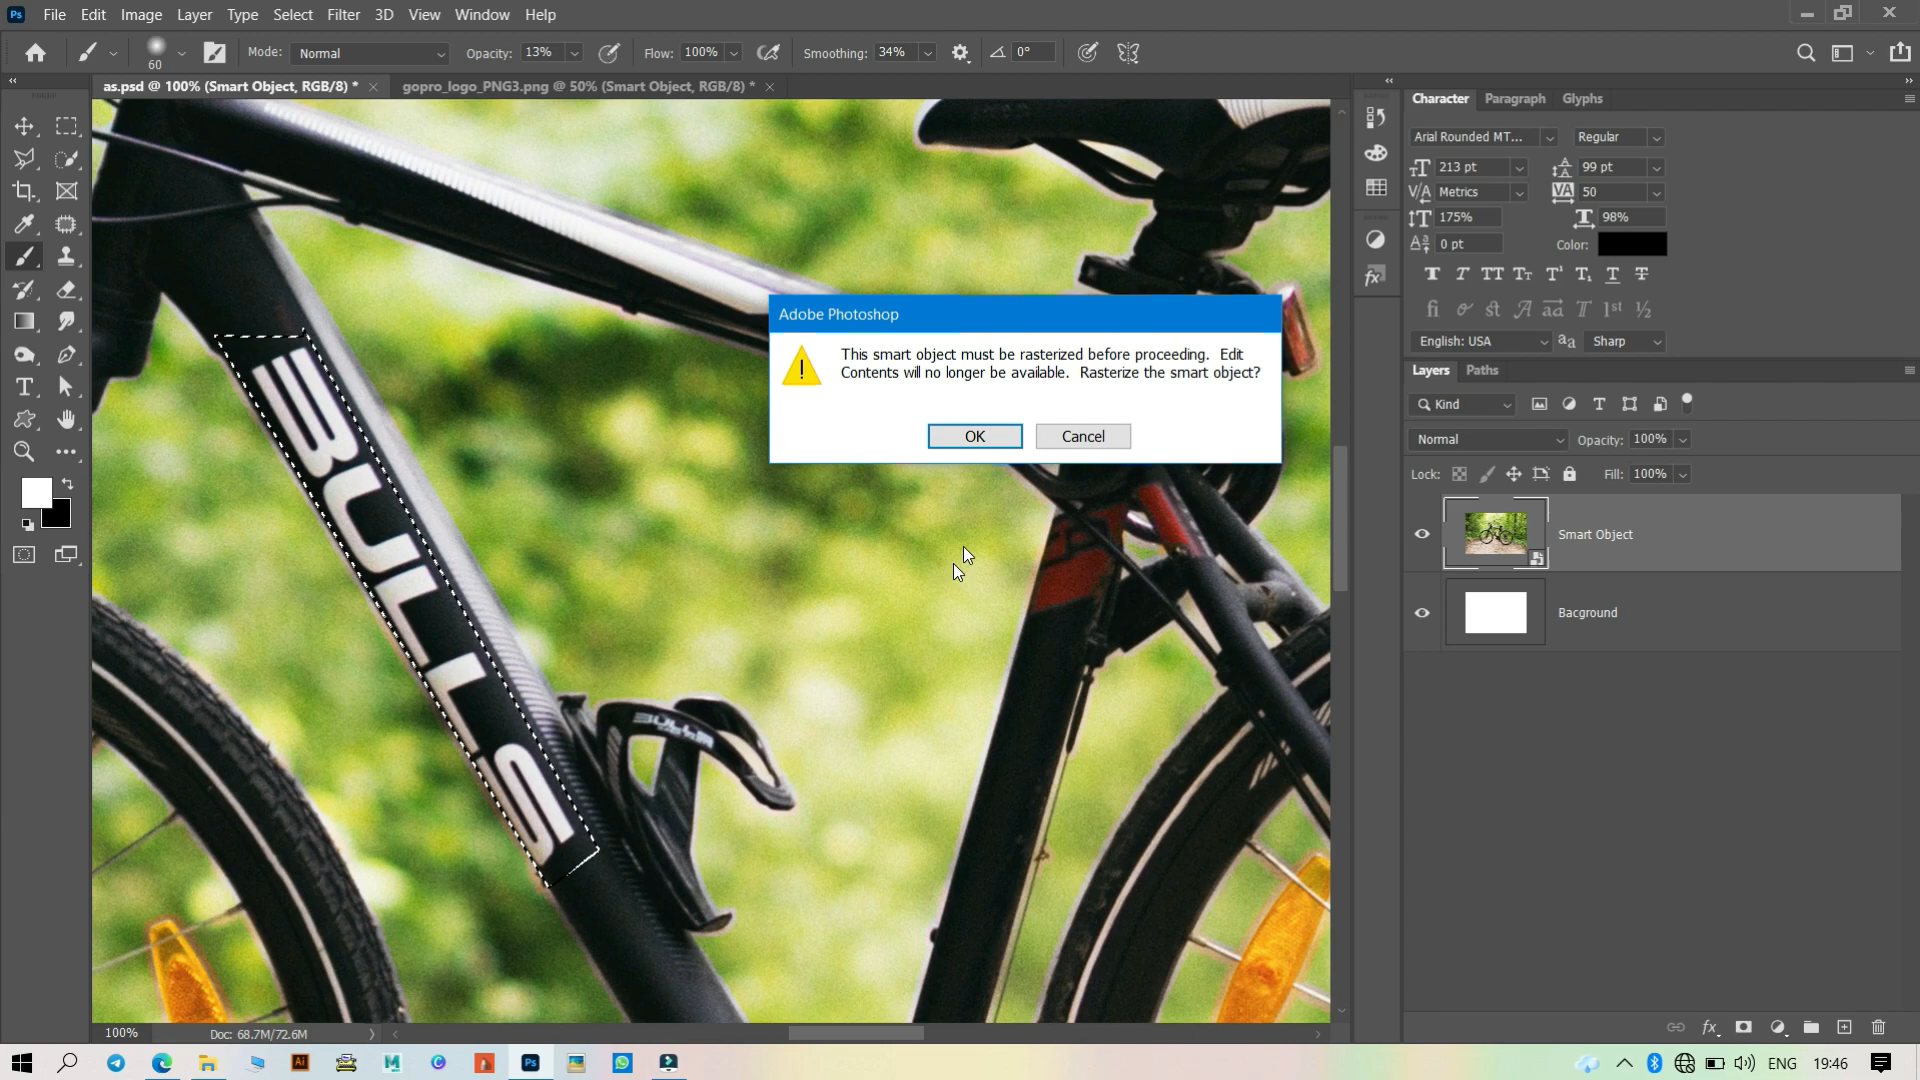 Ps File Edit Image Layer Type Select Filter 3D View Window Help
60 Mode: Normal Opacity: 13% Flow: 100% Smoothing: 34% 0°
as.psd @ 100% (Smart Object, RGB/8) * gopro_logo_PNG3.png @ 50% (Smart Object, RGB/8) *
Character Paragraph Glyphs
Arial Rounded MT... Regular
213 pt 99 pt
Metrics 50
175% 98%
0 pt Color:
English: USA aa Sharp
Layers Paths
Kind
Normal Opacity: 100%
Lock: Fill: 100%
Smart Object
Bacground
Adobe Photoshop
This smart object must be rasterized before proceeding. Edit
Contents will no longer be available. Rasterize the smart object?
OK Cancel
BULLS
BULLS
100% Doc: 68.7M/72.6M
Ai M C Ps ENG 19:46